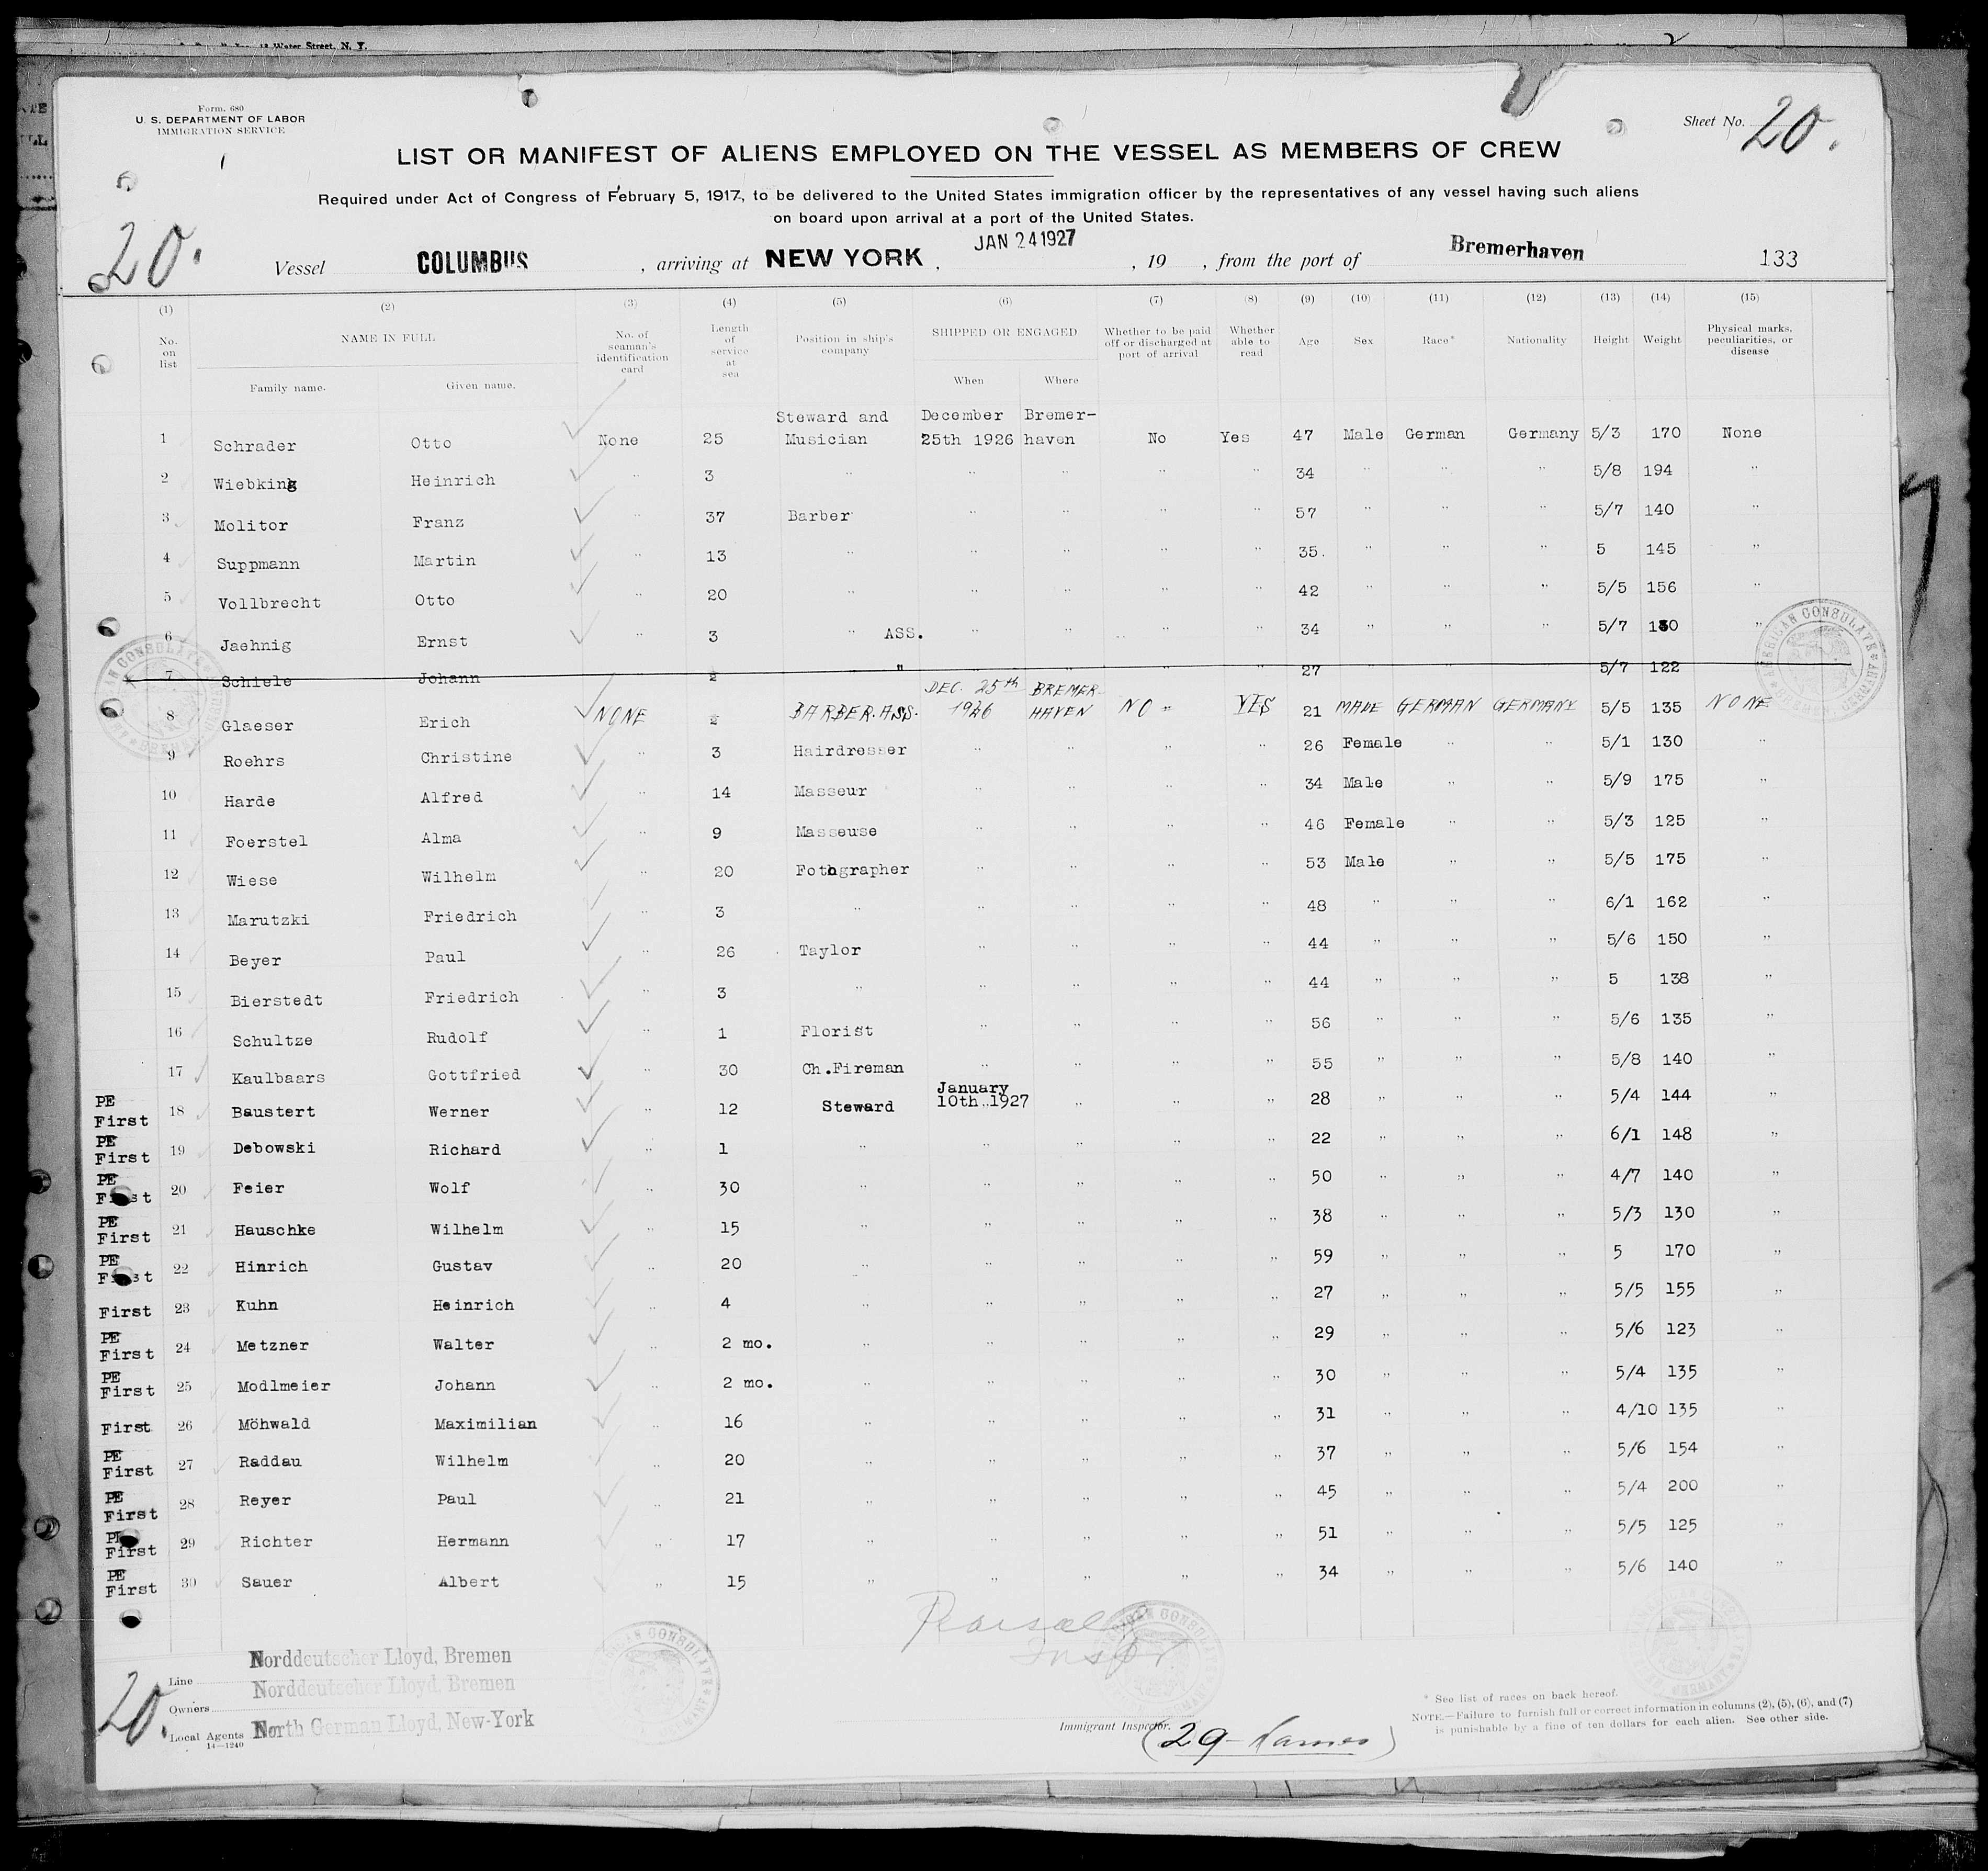 12 Water Street, N. Y.
Form. 680
U. S. DEPARTMENT OF LABOR
IMMIGRATION SERVICE
Sheet No. 20.
LIST OR MANIFEST OF ALIENS EMPLOYED ON THE VESSEL AS MEMBERS OF CREW
Required under Act of Congress of February 5, 1917, to be delivered to the United States immigration officer by the representatives of any vessel having such aliens
on board upon arrival at a port of the United States.
20.
Vessel COLUMBUS , arriving at NEW YORK , JAN 24 1927 , 19 , from the port of Bremerhaven 133
(1) (2) (3) (4) (5) (6) (7) (8) (9) (10) (11) (12) (13) (14) (15)
No. on list NAME IN FULL Family name. Given name. No. of seaman's identification card Length of service at sea Position in ship's company SHIPPED OR ENGAGED When Where Whether to be paid off or discharged at port of arrival Whether able to read Age Sex Race* Nationality Height Weight Physical marks, peculiarities, or disease
1 Schrader Otto None 25 Steward and Musician December 25th 1926 Bremer-haven No Yes 47 Male German Germany 5/3 170 None
2 Wiebking Heinrich " 3 " " " " " 34 " " " 5/8 194 "
3 Molitor Franz " 37 Barber " " " " 57 " " " 5/7 140 "
4 Suppmann Martin " 13 " " " " " 35. " " " 5 145 "
5 Vollbrecht Otto " 20 " " " " " 42 " " " 5/5 156 "
6 Jaehnig Ernst " 3 " ASS. " " " " 34 " " " 5/7 130 "
7 Schiele Johann 2 " " " " 27 5/7 122
8 Glaeser Erich NONE 2 BARBER.ASS. DEC. 25th 1926 BREMER-HAVEN NO " YES 21 MALE GERMAN GERMANY 5/5 135 NONE
9 Roehrs Christine " 3 Hairdresser " " " " 26 Female " " 5/1 130 "
10 Harde Alfred " 14 Masseur " " " " 34 Male " " 5/9 175 "
11 Foerstel Alma " 9 Masseuse " " " " 46 Female " " 5/3 125 "
12 Wiese Wilhelm " 20 Fothgrapher " " " " 53 Male " " 5/5 175 "
13 Marutzki Friedrich " 3 " " " " " 48 " " " 6/1 162 "
14 Beyer Paul " 26 Taylor " " " " 44 " " " 5/6 150 "
15 Bierstedt Friedrich " 3 " " " " " 44 " " " 5 138 "
16 Schultze Rudolf " 1 Florist " " " " 56 " " " 5/6 135 "
17 Kaulbaars Gottfried " 30 Ch.Fireman " " " " 55 " " " 5/8 140 "
PE First 18 Baustert Werner " 12 Steward January 10th 1927 " " " 28 " " " 5/4 144 "
PE First 19 Debowski Richard " 1 " " " " " 22 " " " 6/1 148 "
PE First 20 Feier Wolf " 30 " " " " " 50 " " " 4/7 140 "
PE First 21 Hauschke Wilhelm " 15 " " " " " 38 " " " 5/3 130 "
PE First 22 Hinrich Gustav " 20 " " " " " 59 " " " 5 170 "
First 23 Kuhn Heinrich " 4 " " " " " 27 " " " 5/5 155 "
PE First 24 Metzner Walter " 2 mo. " " " " " 29 " " " 5/6 123 "
PE First 25 Modlmeier Johann " 2 mo. " " " " " 30 " " " 5/4 135 "
First 26 Möhwald Maximilian " 16 " " " " " 31 " " " 4/10 135 "
PE First 27 Raddau Wilhelm " 20 " " " " " 37 " " " 5/6 154 "
PE First 28 Reyer Paul " 21 " " " " " 45 " " " 5/4 200 "
PE First 29 Richter Hermann " 17 " " " " " 51 " " " 5/5 125 "
PE First 30 Sauer Albert " 15 " " " " " 34 " " " 5/6 140 "
Insp
20.
Line Norddeutscher Lloyd, Bremen
Owners Norddeutscher Lloyd, Bremen
Local Agents North German Lloyd, New-York
14—1240
Immigrant Inspector.
(29 - Names)
* See list of races on back hereof.
NOTE.—Failure to furnish full or correct information in columns (2), (5), (6), and (7)
is punishable by a fine of ten dollars for each alien. See other side.
AMERICAN CONSULATE